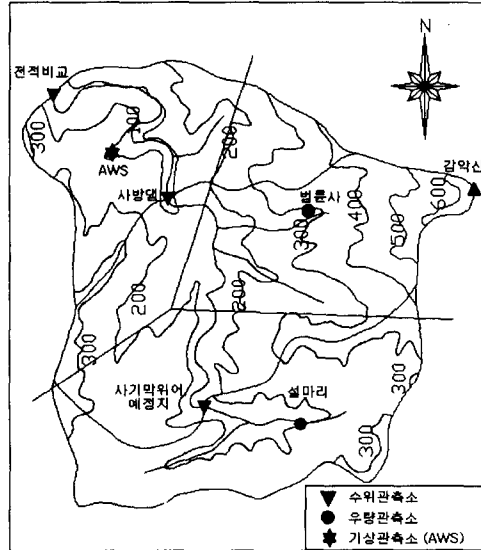 N
전적비교
감악산
300
100
200
600
AWS
사방댐
범륜사
400
300
500
200
200
300
사기막위어
예정지
설마리
300
300
▼ 수위관측소
● 우량관측소
기상관측소 (AWS)